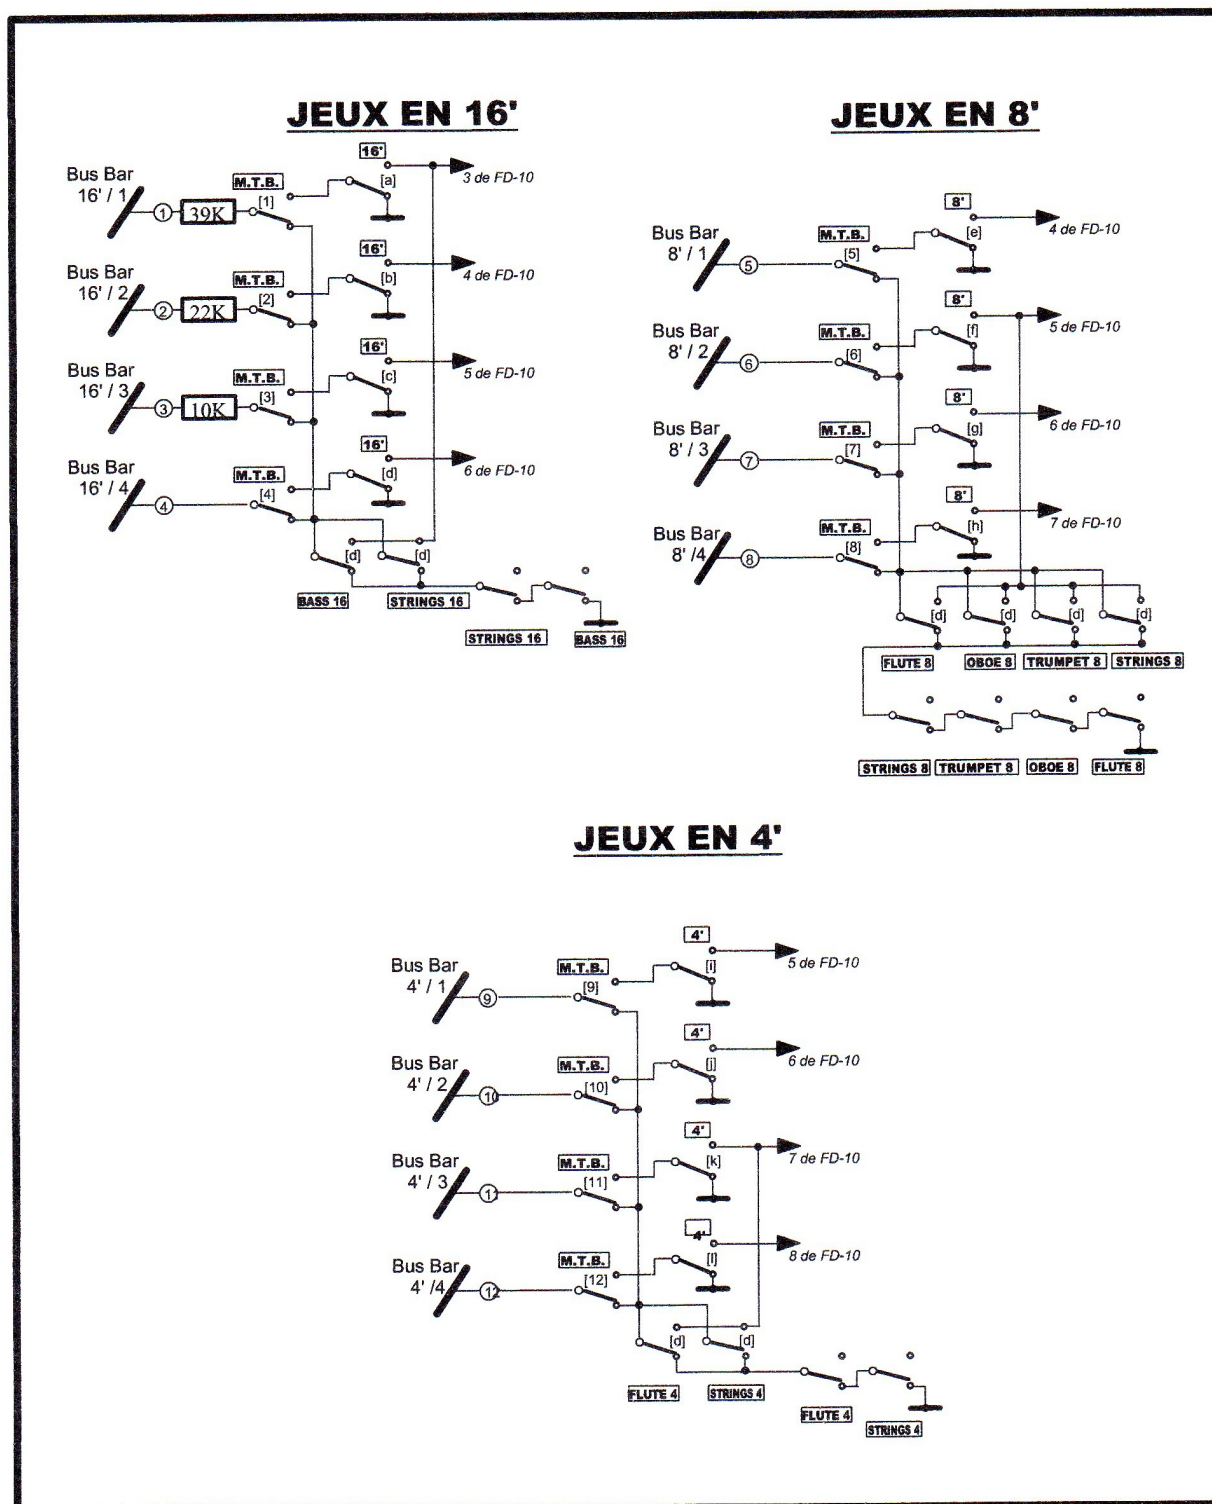 JEUX EN 16'
16'
3 de FD-10
Bus Bar
16' / 1
1
39K
M.T.B.
[1]
[a]
16'
4 de FD-10
Bus Bar
16' / 2
2
22K
M.T.B.
[2]
[b]
16'
5 de FD-10
Bus Bar
16' / 3
3
10K
M.T.B.
[3]
[c]
16'
6 de FD-10
Bus Bar
16' / 4
4
M.T.B.
[4]
[d]
[d]
[d]
BASS 16
STRINGS 16
STRINGS 16
BASS 16
JEUX EN 8'
8'
4 de FD-10
Bus Bar
8' / 1
5
M.T.B.
[5]
[e]
8'
5 de FD-10
Bus Bar
8' / 2
6
M.T.B.
[6]
[f]
8'
6 de FD-10
Bus Bar
8' / 3
7
M.T.B.
[7]
[g]
8'
7 de FD-10
Bus Bar
8' /4
8
M.T.B.
[8]
[h]
[d]
[d]
[d]
[d]
FLUTE 8
OBOE 8
TRUMPET 8
STRINGS 8
STRINGS 8
TRUMPET 8
OBOE 8
FLUTE 8
JEUX EN 4'
4'
5 de FD-10
Bus Bar
4' / 1
9
M.T.B.
[9]
[i]
4'
6 de FD-10
Bus Bar
4' / 2
10
M.T.B.
[10]
[j]
4'
7 de FD-10
Bus Bar
4' / 3
11
M.T.B.
[11]
[k]
4'
8 de FD-10
Bus Bar
4' /4
12
M.T.B.
[12]
[l]
[d]
[d]
FLUTE 4
STRINGS 4
FLUTE 4
STRINGS 4